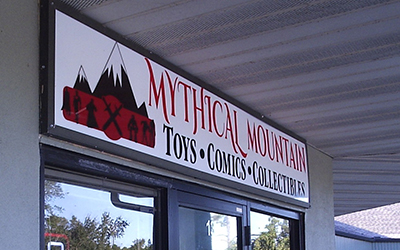 MYTHICAL MOUNTAIN
TOYS • COMICS • COLLECTIBLES